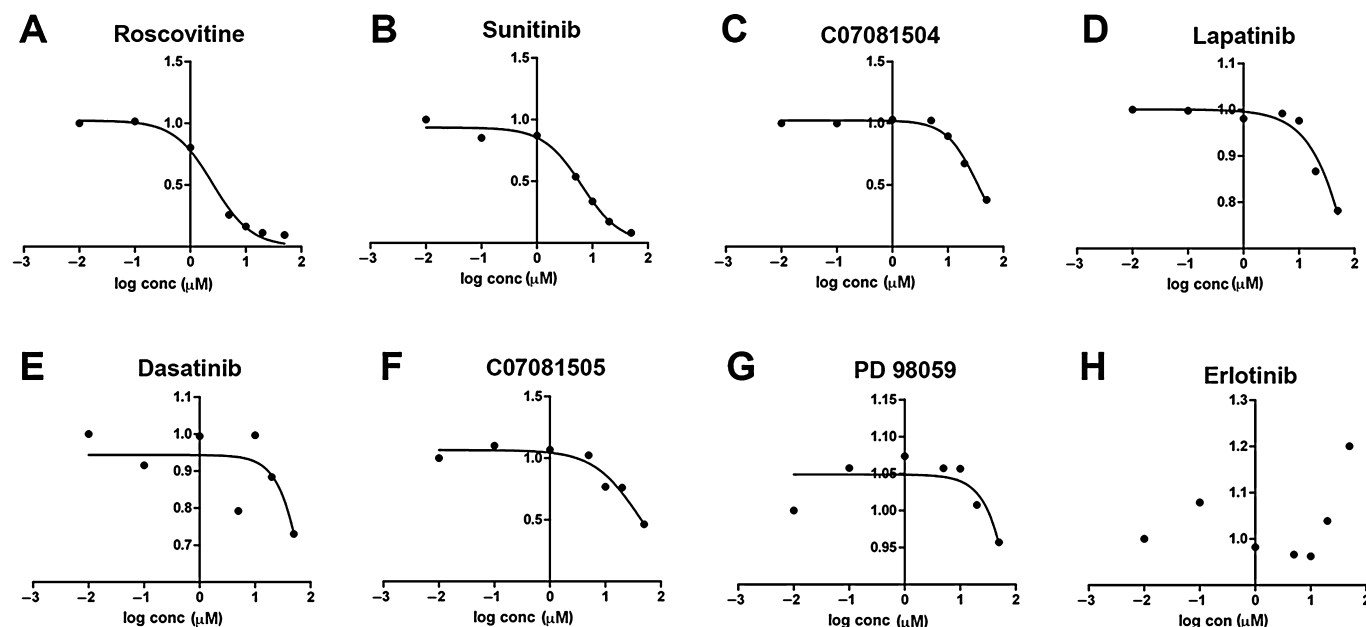 A
Roscovitine
1.5
1.0
0.5
−3 −2 −1 0 1 2
log conc (μM)
B
Sunitinib
1.5
1.0
0.5
−3 −2 −1 0 1 2
log conc (μM)
C
C07081504
1.5
1.0
0.5
−3 −2 −1 0 1 2
log conc (μM)
D
Lapatinib
1.1
1.0
0.9
0.8
−3 −2 −1 0 1 2
log conc (μM)
E
Dasatinib
1.1
1.0
0.9
0.8
0.7
−3 −2 −1 0 1 2
log conc (μM)
F
C07081505
1.5
1.0
0.5
−3 −2 −1 0 1 2
log conc (μM)
G
PD 98059
1.15
1.10
1.05
1.00
0.95
−3 −2 −1 0 1 2
log conc (μM)
H
Erlotinib
1.3
1.2
1.1
1.0
−3 −2 −1 0 1 2
log con (μM)